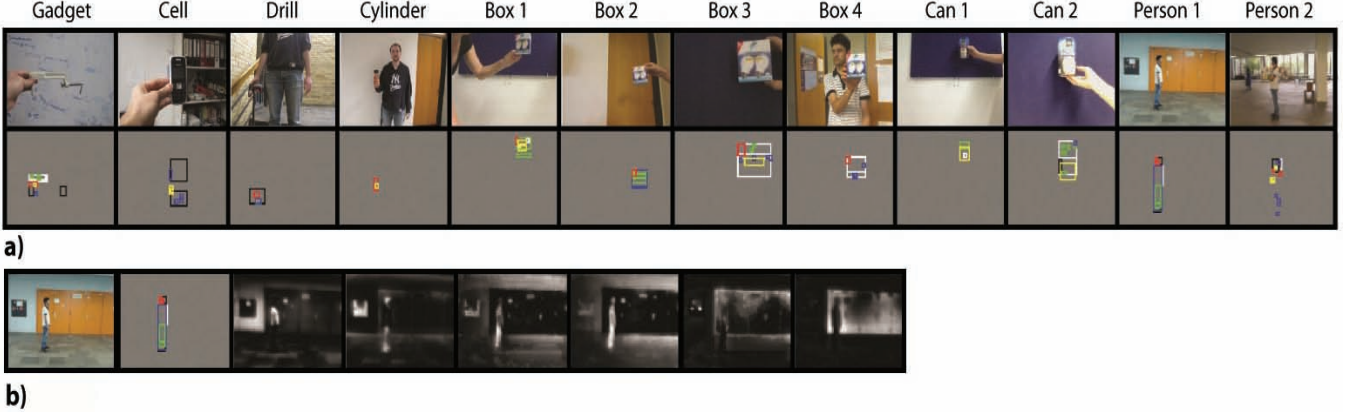 Gadget Cell Drill Cylinder Box 1 Box 2 Box 3 Box 4 Can 1 Can 2 Person 1 Person 2
a)
b)